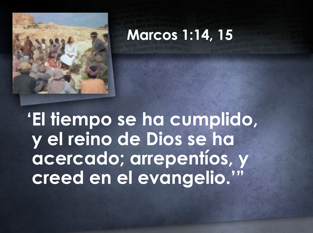 Marcos 1:14, 15
‘El tiempo se ha cumplido,
y el reino de Dios se ha
acercado; arrepentíos, y
creed en el evangelio.’”